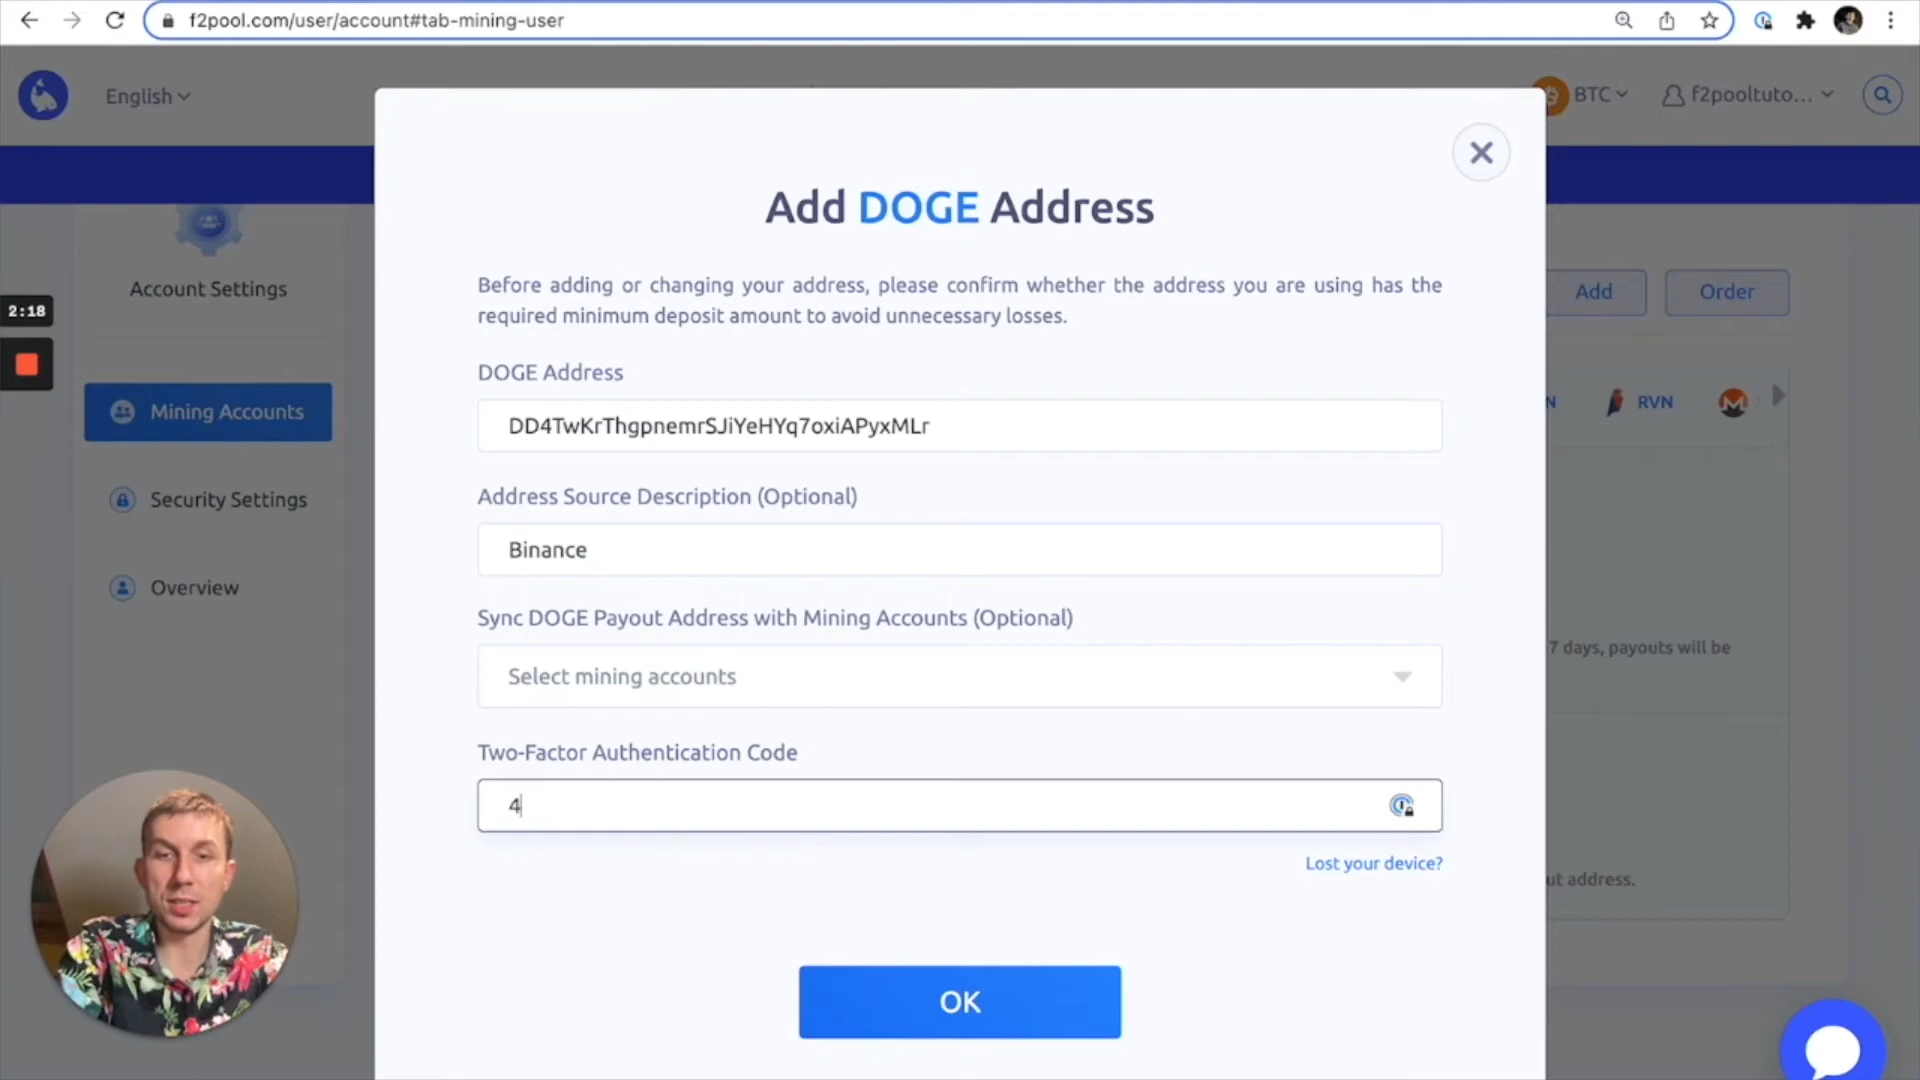 f2pool.com/user/account#tab-mining-user
English
BTC
f2pooltuto...
Add DOGE Address
Before adding or changing your address, please confirm whether the address you are using has the
required minimum deposit amount to avoid unnecessary losses.
Account Settings
Add
Order
2:18
DOGE Address
DD4TwKrThgpnemrSJiYeHYq7oxiAPyxMLr
Mining Accounts
N
RVN
Address Source Description (Optional)
Security Settings
Binance
Overview
Sync DOGE Payout Address with Mining Accounts (Optional)
7 days, payouts will be
Select mining accounts
Two-Factor Authentication Code
4
Lost your device?
ut address.
OK